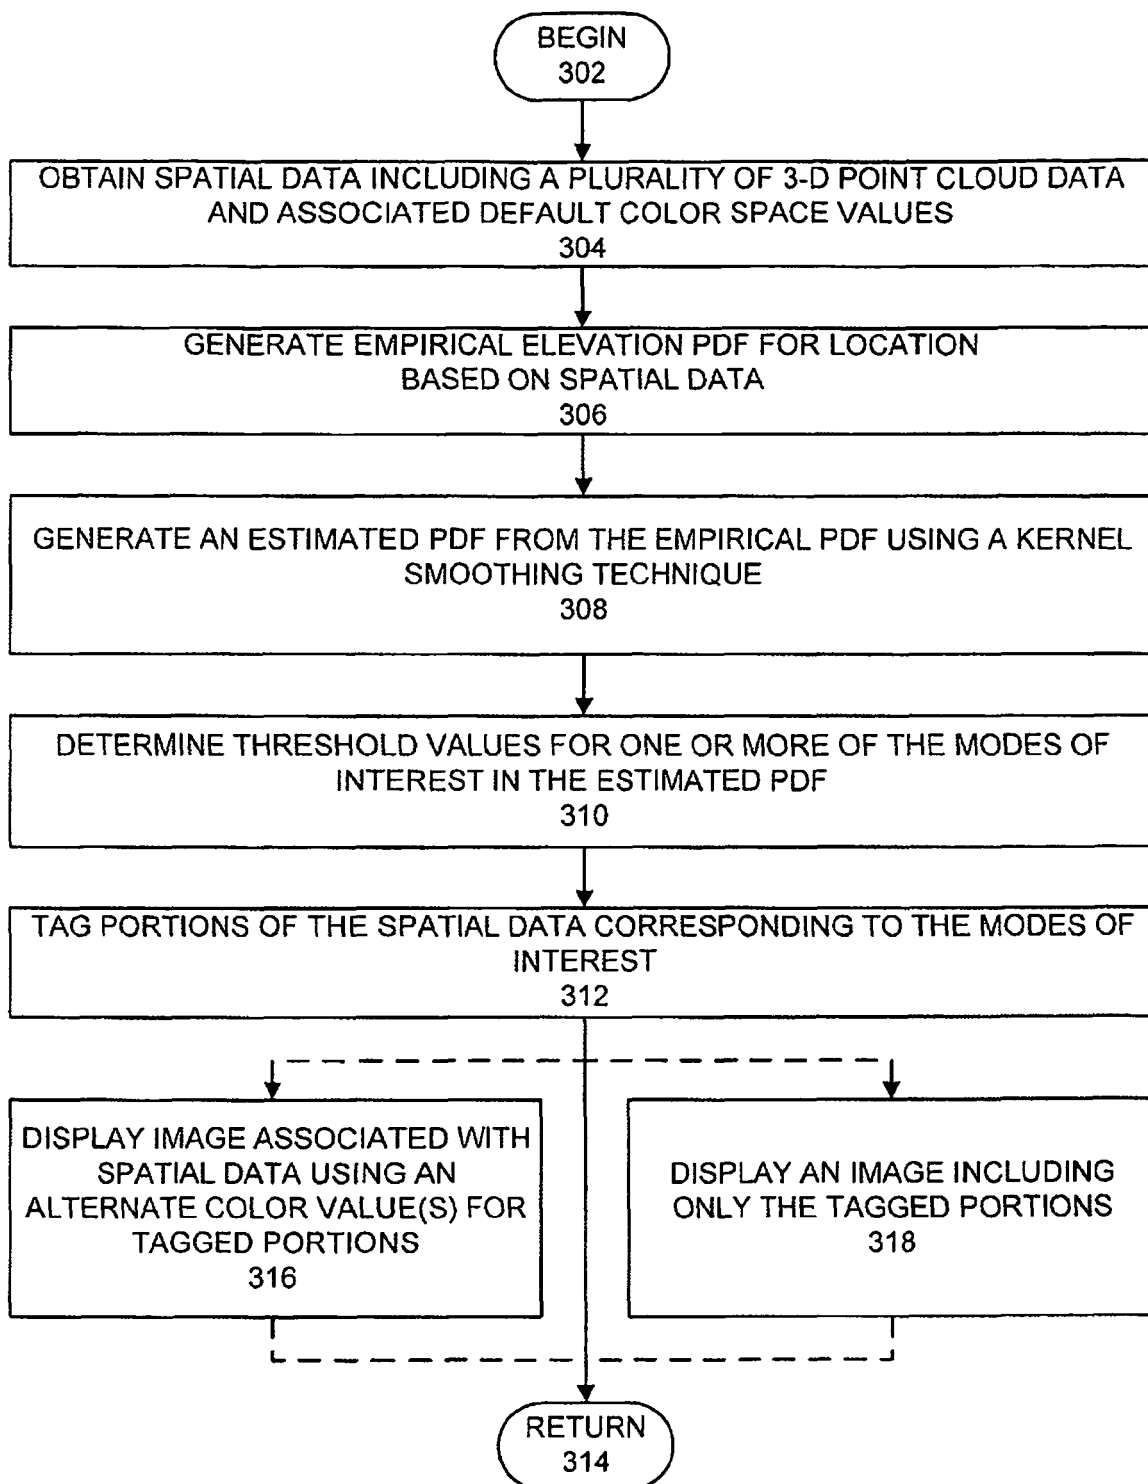 BEGIN
302
OBTAIN SPATIAL DATA INCLUDING A PLURALITY OF 3-D POINT CLOUD DATA
AND ASSOCIATED DEFAULT COLOR SPACE VALUES
304
GENERATE EMPIRICAL ELEVATION PDF FOR LOCATION
BASED ON SPATIAL DATA
306
GENERATE AN ESTIMATED PDF FROM THE EMPIRICAL PDF USING A KERNEL
SMOOTHING TECHNIQUE
308
DETERMINE THRESHOLD VALUES FOR ONE OR MORE OF THE MODES OF
INTEREST IN THE ESTIMATED PDF
310
TAG PORTIONS OF THE SPATIAL DATA CORRESPONDING TO THE MODES OF
INTEREST
312
DISPLAY IMAGE ASSOCIATED WITH
SPATIAL DATA USING AN
ALTERNATE COLOR VALUE(S) FOR
TAGGED PORTIONS
316
DISPLAY AN IMAGE INCLUDING
ONLY THE TAGGED PORTIONS
318
RETURN
314